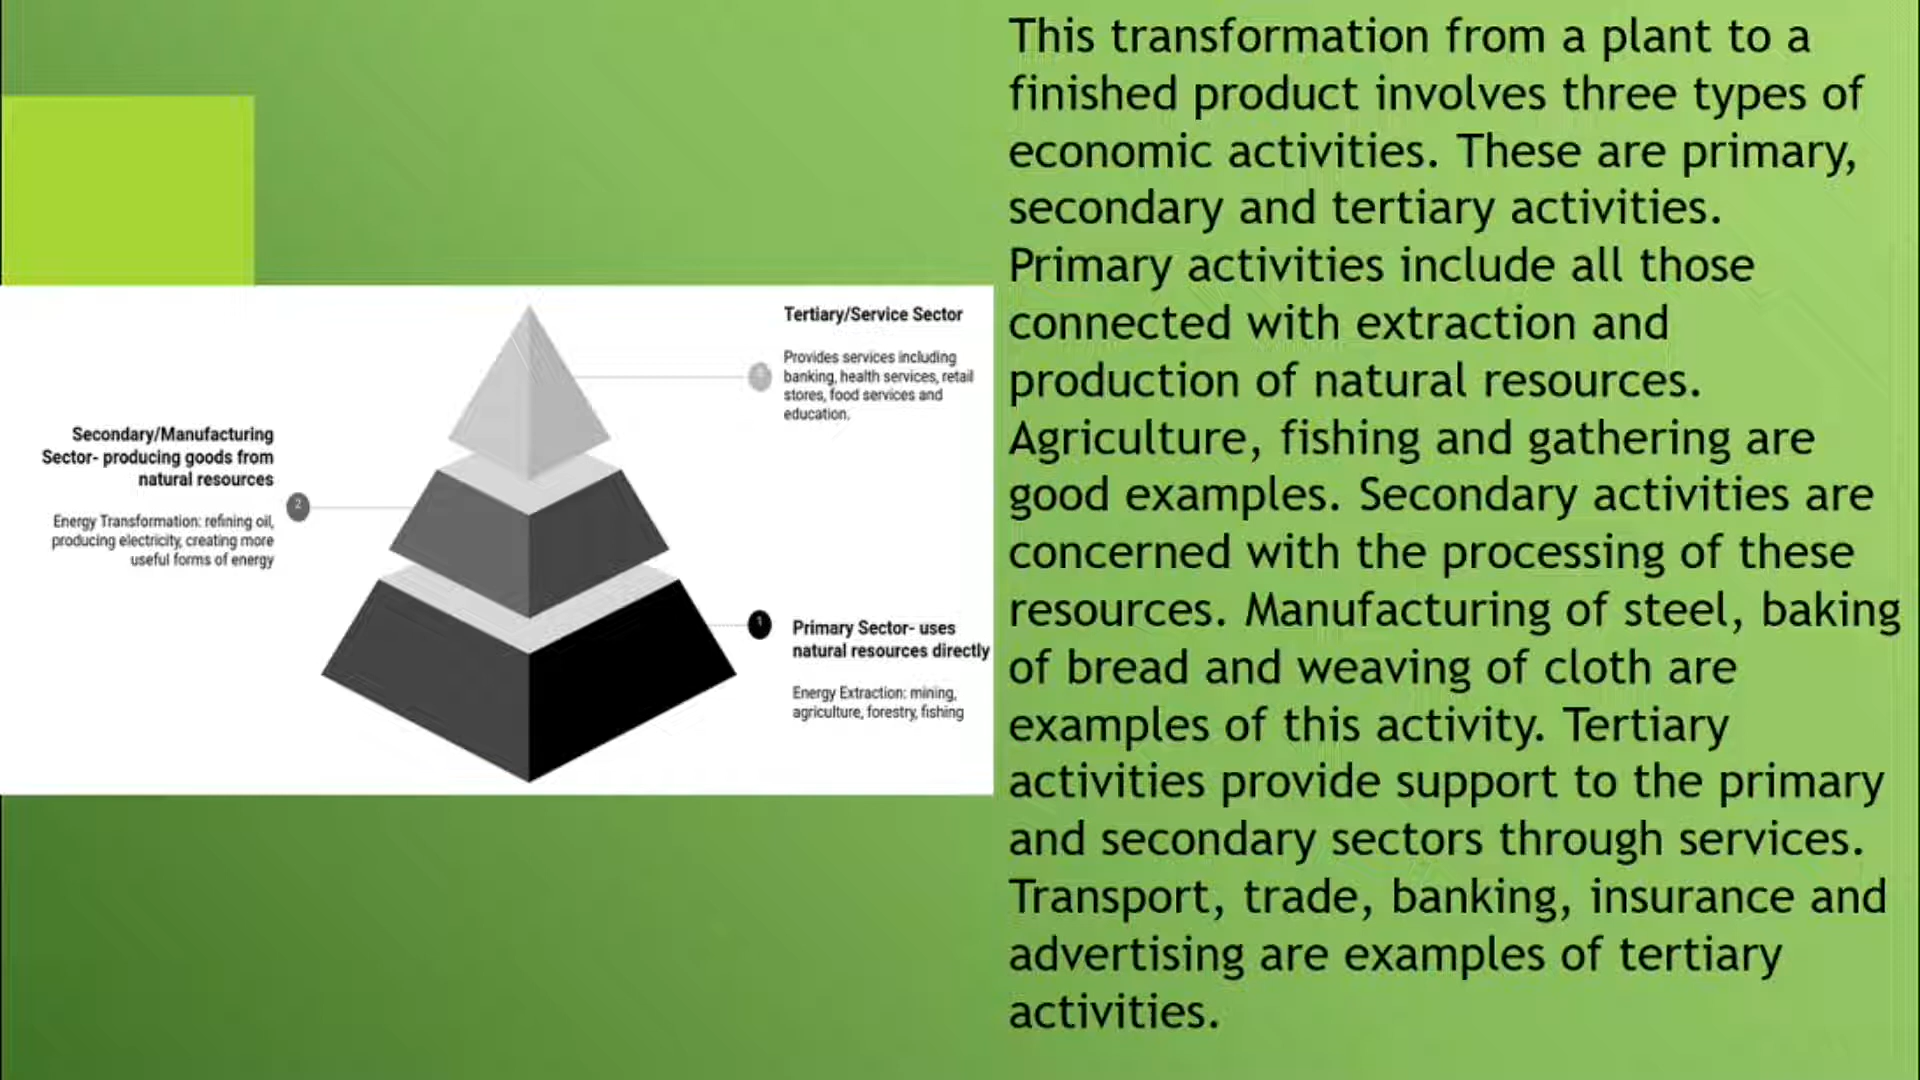 Tertiary/Service Sector
Provides services including
banking, health services, retail
stores, food services and
education.
Secondary/Manufacturing
Sector- producing goods from
natural resources
2
Energy Transformation: refining oil,
producing electricity, creating more
useful forms of energy
1
Primary Sector- uses
natural resources directly
Energy Extraction: mining,
agriculture, forestry, fishing
This transformation from a plant to a
finished product involves three types of
economic activities. These are primary,
secondary and tertiary activities.
Primary activities include all those
connected with extraction and
production of natural resources.
Agriculture, fishing and gathering are
good examples. Secondary activities are
concerned with the processing of these
resources. Manufacturing of steel, baking
of bread and weaving of cloth are
examples of this activity. Tertiary
activities provide support to the primary
and secondary sectors through services.
Transport, trade, banking, insurance and
advertising are examples of tertiary
activities.